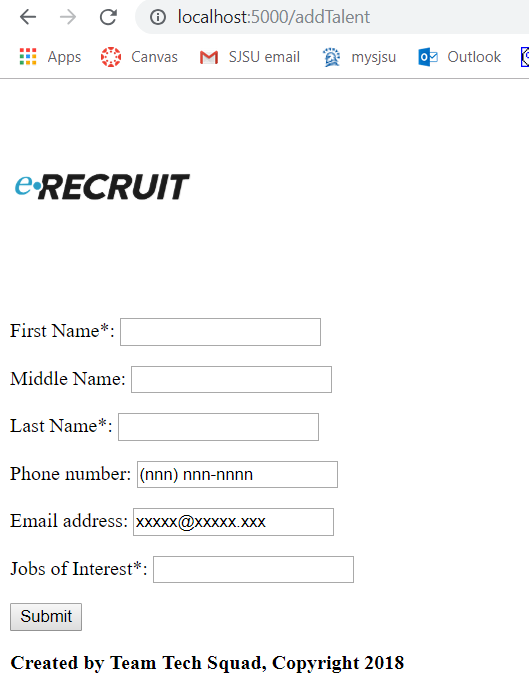 localhost:5000/addTalent
Apps Canvas SJSU email mysjsu Outlook
e•RECRUIT
First Name*:
Middle Name:
Last Name*:
Phone number: (nnn) nnn-nnnn
Email address: xxxxx@xxxxx.xxx
Jobs of Interest*:
Submit
Created by Team Tech Squad, Copyright 2018